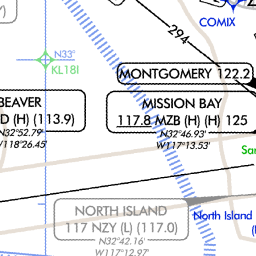 COMIX
294
N33°
KL18I
MONTGOMERY 122.2
BEAVER
D (H) (113.9)
N32°52.79'
W118°26.45'
MISSION BAY
117.8 MZB (H) (H) 125
N32°46.93'
W117°13.53'
San
NORTH ISLAND
117 NZY (L) (117.0)
N32°42.16'
W117°12.97'
North Island